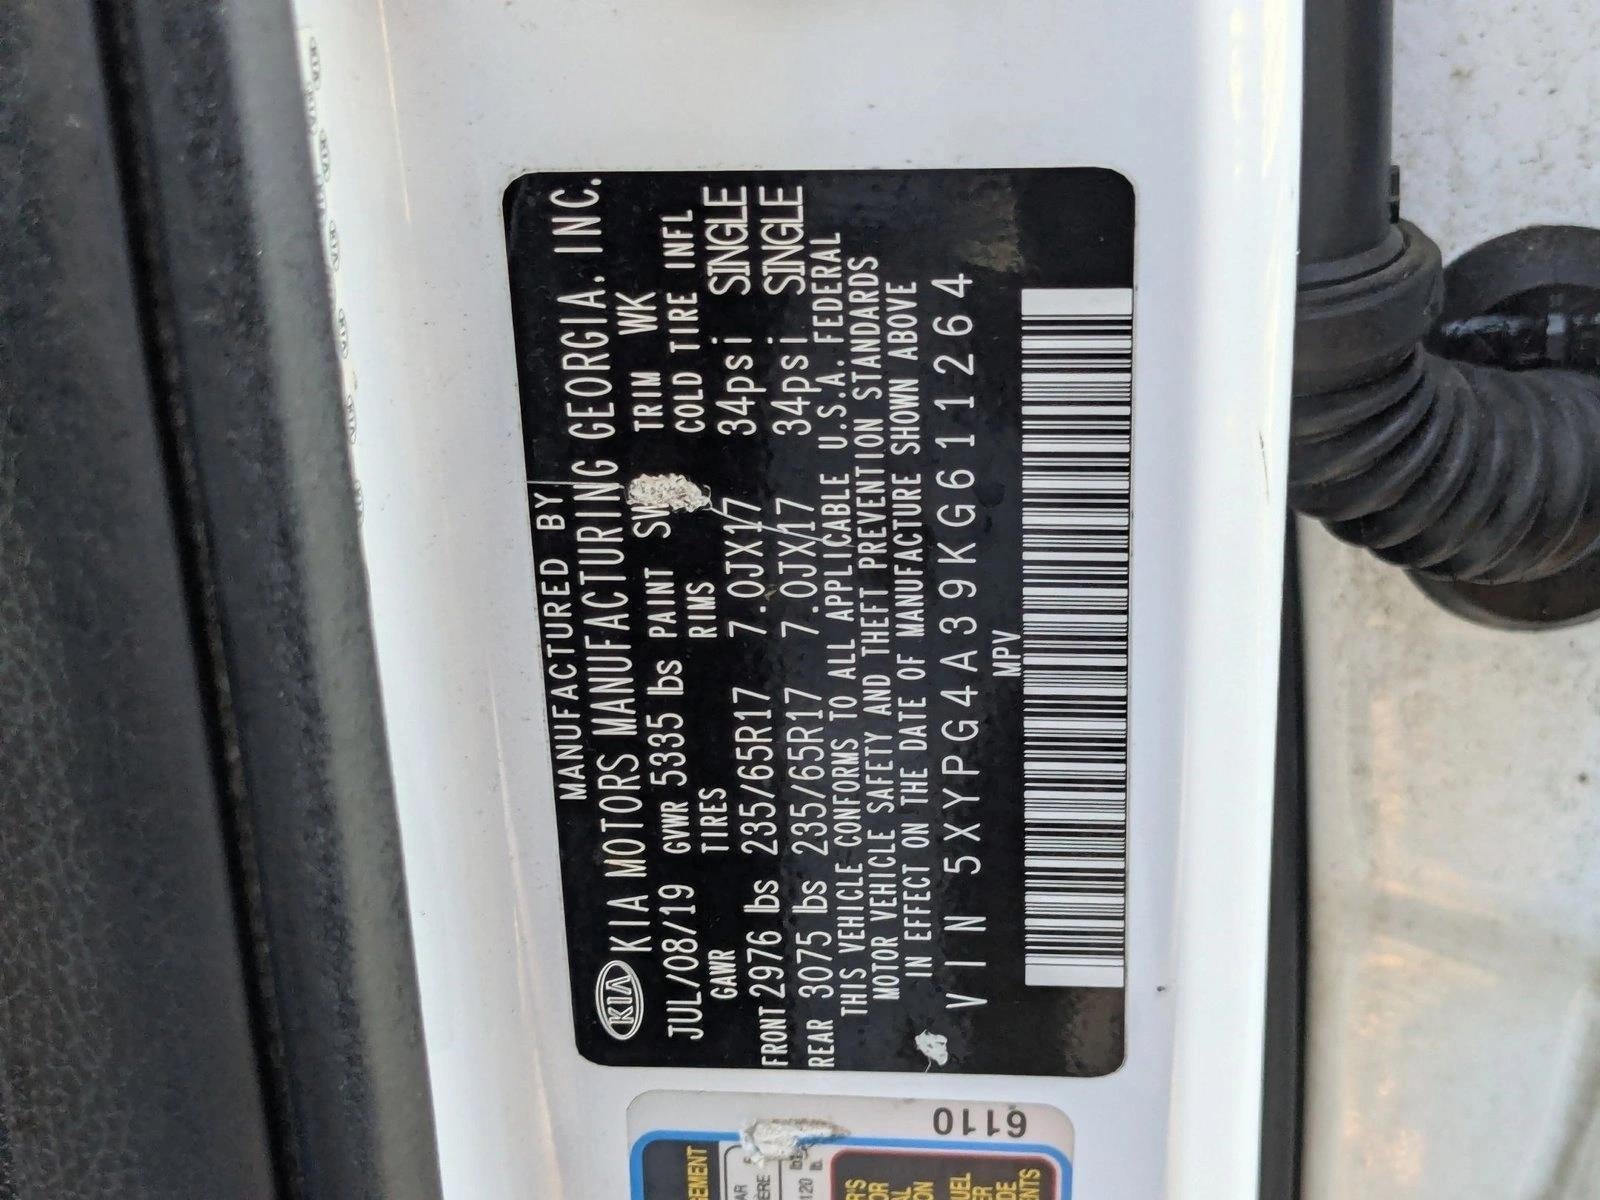 MANUFACTURED BY
KIA KIA MOTORS MANUFACTURING GEORGIA, INC.
JUL/08/19 GVWR 5335 lbs PAINT TRIM WK
GAWR TIRES RIMS COLD TIRE INFL
FRONT 2976 lbs 235/65R17 7.0JX17 34psi SINGLE
REAR 3075 lbs 235/65R17 7.0JX17 34psi SINGLE
THIS VEHICLE CONFORMS TO ALL APPLICABLE U.S.A. FEDERAL
MOTOR VEHICLE SAFETY AND THEFT PREVENTION STANDARDS
IN EFFECT ON THE DATE OF MANUFACTURE SHOWN ABOVE
VIN 5XYPG4A39KG611264
MPV
6110